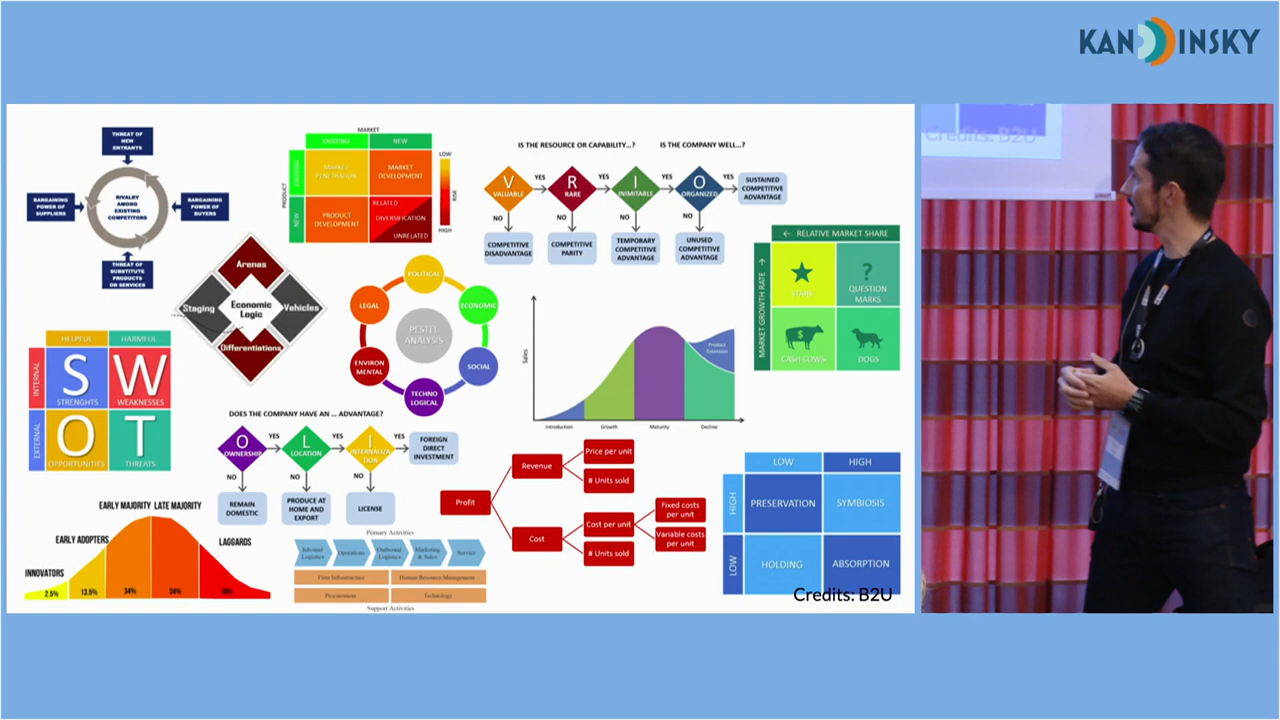 KANDINSKY
THREAT OF
NEW
ENTRANTS
BARGAINING
POWER OF
SUPPLIERS
RIVALRY
AMONG
EXISTING
COMPETITORS
BARGAINING
POWER OF
BUYERS
THREAT OF
SUBSTITUTE
PRODUCTS
OR SERVICES
MARKET
EXISTING
NEW
PRODUCT
EXISTING
NEW
MARKET
PENETRATION
MARKET
DEVELOPMENT
PRODUCT
DEVELOPMENT
RELATED
DIVERSIFICATION
UNRELATED
LOW
RISK
HIGH
IS THE RESOURCE OR CAPABILITY...?
IS THE COMPANY WELL...?
V
VALUABLE
YES
R
RARE
YES
I
INIMITABLE
YES
O
ORGANIZED
YES
SUSTAINED
COMPETITIVE
ADVANTAGE
NO
NO
NO
NO
COMPETITIVE
DISADVANTAGE
COMPETITIVE
PARITY
TEMPORARY
COMPETITIVE
ADVANTAGE
UNUSED
COMPETITIVE
ADVANTAGE
Arenas
Staging
Economic
Logic
Vehicles
Differentiations
POLITICAL
LEGAL
ECONOMIC
PESTEL
ANALYSIS
ENVIRON
MENTAL
SOCIAL
TECHNO
LOGICAL
Sales
Product
Extension
Introduction
Growth
Maturity
Decline
← RELATIVE MARKET SHARE
MARKET GROWTH RATE →
STARS
?
QUESTION
MARKS
$
CASH COWS
DOGS
HELPFUL
HARMFUL
INTERNAL
EXTERNAL
S
STRENGHTS
W
WEAKNESSES
O
OPPORTUNITIES
T
THREATS
DOES THE COMPANY HAVE AN ... ADVANTAGE?
O
OWNERSHIP
YES
L
LOCATION
YES
I
INTERNALIZA
TION
YES
FOREIGN
DIRECT
INVESTMENT
NO
NO
NO
REMAIN
DOMESTIC
PRODUCE AT
HOME AND
EXPORT
LICENSE
Profit
Revenue
Price per unit
# Units sold
Cost
Cost per unit
# Units sold
Fixed costs
per unit
Variable costs
per unit
LOW
HIGH
HIGH
LOW
PRESERVATION
SYMBIOSIS
HOLDING
ABSORPTION
EARLY MAJORITY
LATE MAJORITY
EARLY ADOPTERS
LAGGARDS
INNOVATORS
2.5%
13.5%
34%
34%
16%
Primary Activities
Inbound
Logistics
Operations
Outbound
Logistics
Marketing
& Sales
Service
Firm Infrastructure
Human Resource Management
Procurement
Technology
Support Activities
Credits: B2U
Credits: B2U